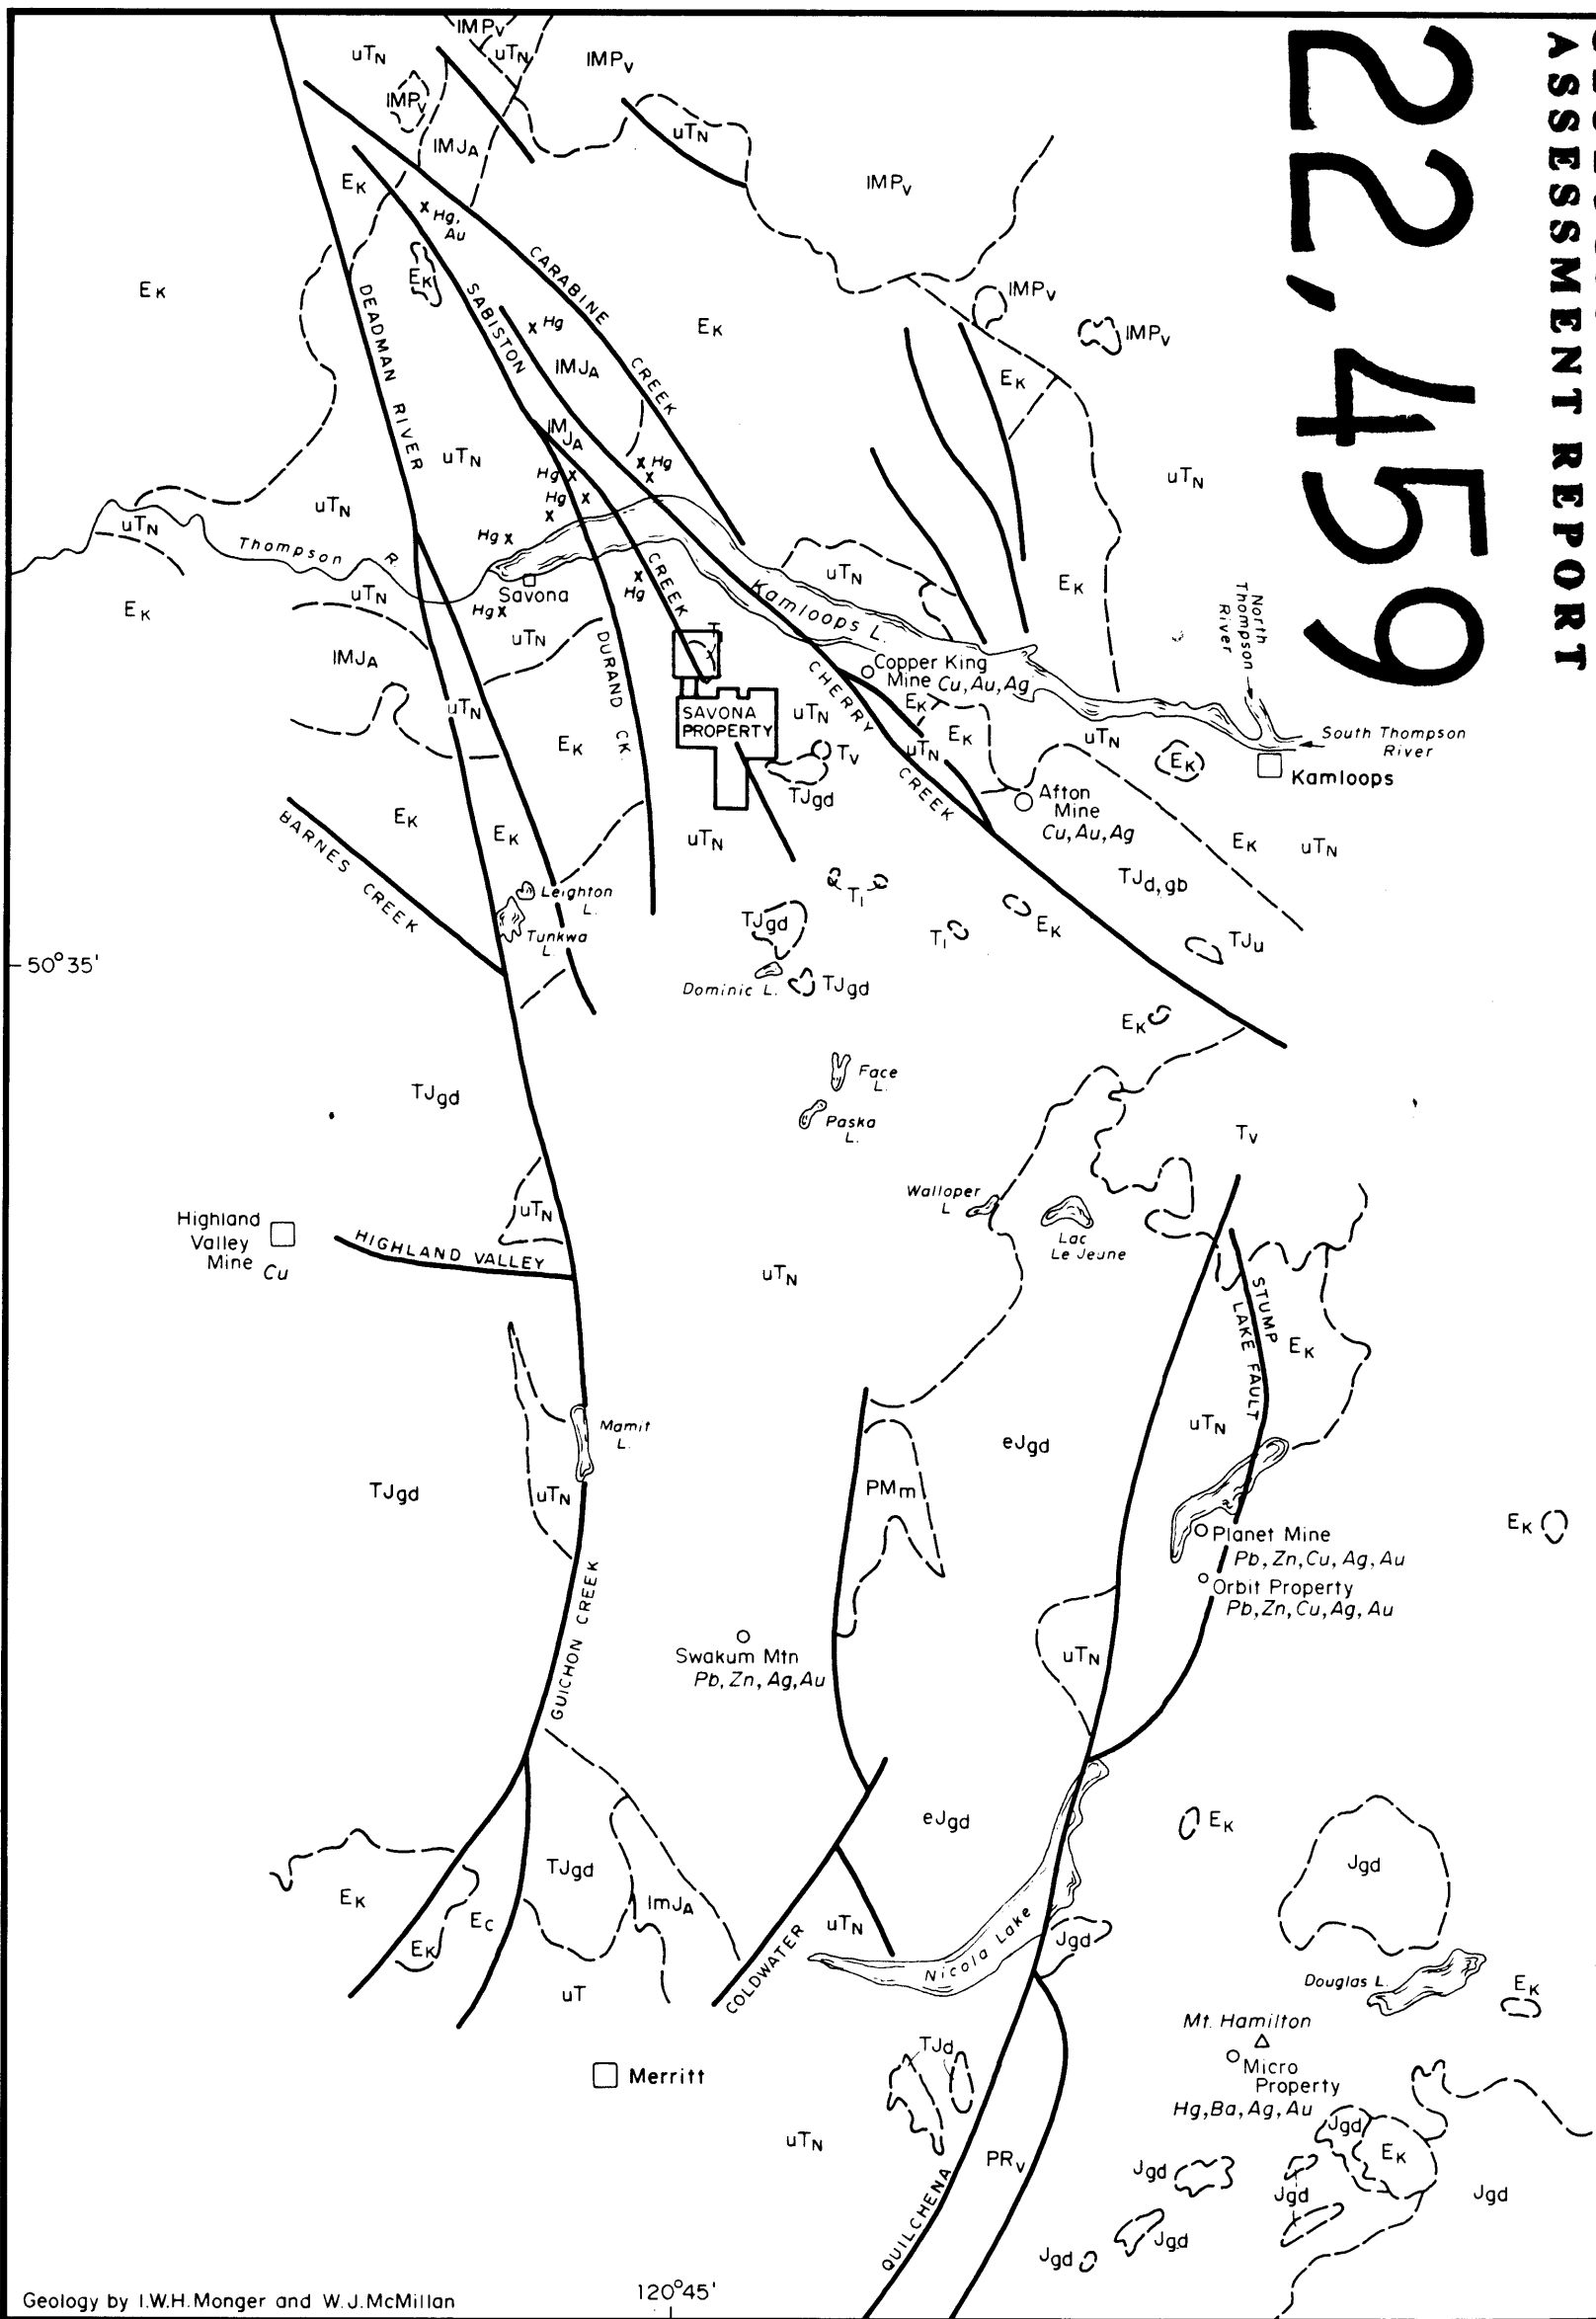 ASSESSMENT REPORT
22,459
IMPv
uTN
uTN
IMPv
IMPv
uTN
IMJA
EK
IMPv
x Hg,
Au
EK
EK
CARABINE
CREEK
DEADMAN RIVER
SABISTON
CREEK
x Hg
IMJA
EK
IMPv
IMPv
EK
IMJA
uTN
Hg x
x Hg
Hg x
uTN
uTN
uTN
Hg x
Thompson R.
Savona
Hg
Hg x
uTN
uTN
EK
IMJA
Kamloops L.
uTN
EK
North
Thompson
River
DURAND CK.
Copper King
Mine Cu, Au, Ag
CHERRY
CREEK
EK
EK
uTN
uTN
SAVONA
PROPERTY
uTN
uTN
EK
Tv
TJgd
EK
South Thompson
River
Kamloops
Afton
Mine
Cu, Au, Ag
EK
EK
BARNES CREEK
uTN
EK
uTN
TJd,gb
Leighton
L.
Tunkwa
L.
TI
TJgd
TI
EK
TJu
50°35'
Dominic L.
TJgd
EK
TJgd
Face
L.
Paska
L.
Tv
Walloper
L
Lac
Le Jeune
Highland
Valley
Mine Cu
uTN
HIGHLAND VALLEY
uTN
STUMP
LAKE FAULT
EK
Mamit
L.
uTN
eJgd
TJgd
uTN
PMm
EK
Planet Mine
Pb, Zn, Cu, Ag, Au
Orbit Property
Pb, Zn, Cu, Ag, Au
GUICHON CREEK
Swakum Mtn
Pb, Zn, Ag, Au
uTN
eJgd
EK
Jgd
TJgd
EK
ImJA
EC
EK
uTN
COLDWATER
Nicola Lake
Jgd
uT
Douglas L.
EK
Mt. Hamilton
Micro
Property
Hg, Ba, Ag, Au
TJd
Merritt
uTN
PRv
QUILCHENA
Jgd
EK
Jgd
Jgd
Jgd
Jgd
Jgd
120°45'
Geology by I.W.H.Monger and W.J.McMillan